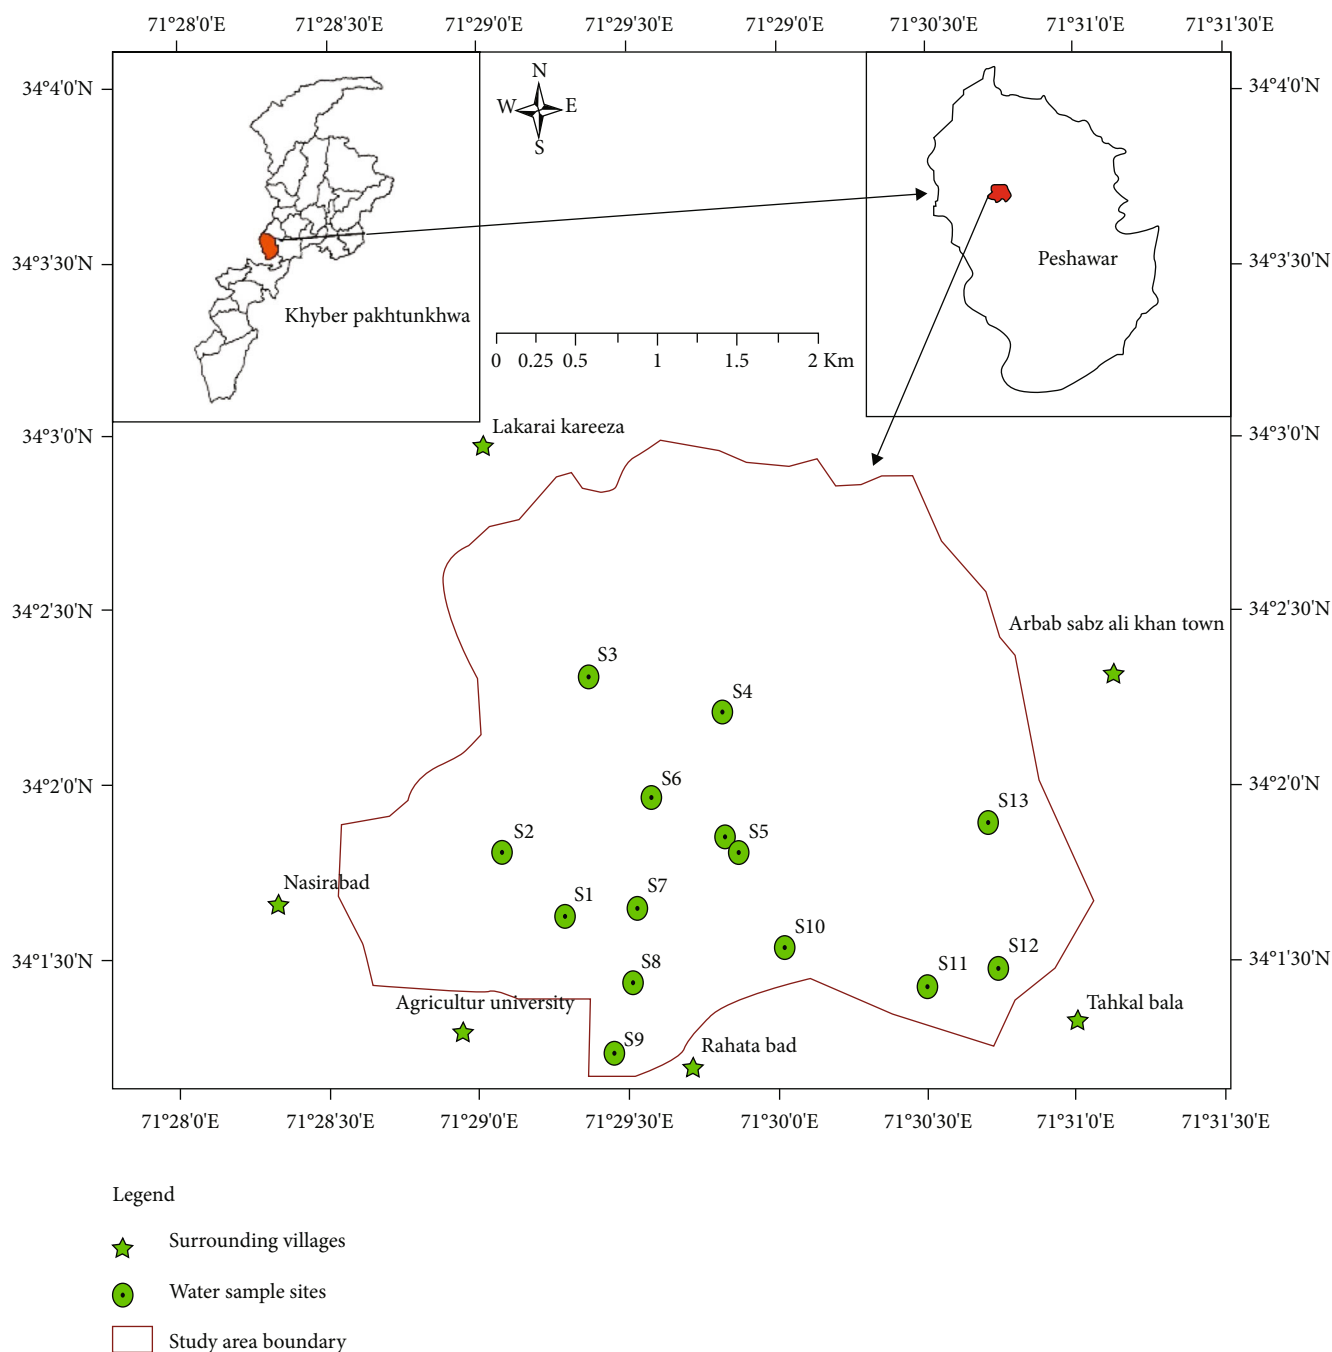 71°28'0'E 71°28'30'E 71°29'0'E 71°29'30'E 71°29'0'E 71°30'30'E 71°31'0'E 71°31'30'E
34°4'0'N
34°3'30'N
34°3'0'N
34°2'30'N
34°2'0'N
34°1'30'N
34°4'0'N
34°3'30'N
34°3'0'N
34°2'30'N
34°2'0'N
34°1'30'N
N
W E
S
Khyber pakhtunkhwa
Peshawar
0 0.25 0.5 1 1.5 2 Km
Lakarai kareeza
Arbab sabz ali khan town
S3
S4
S6
S13
S2
S5
Nasirabad
S7
S1
S10
S12
S8
S11
Agricultur university
Tahkal bala
S9
Rahata bad
71°28'0'E 71°28'30'E 71°29'0'E 71°29'30'E 71°30'0'E 71°30'30'E 71°31'0'E 71°31'30'E
Legend
Surrounding villages
Water sample sites
Study area boundary